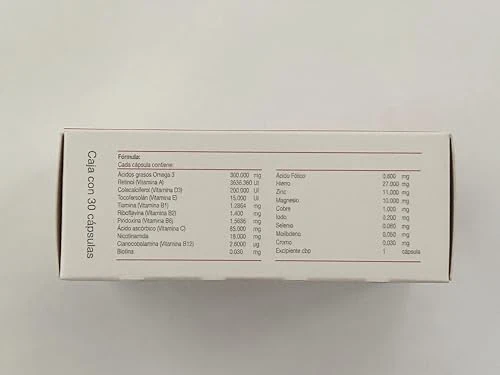 Caja con 30 cápsulas
Fórmula:
Cada cápsula contiene:
Ácidos grasos Omega 3 300.000 mg
Retinol (Vitamina A) 3636.360 UI
Colecalciferol (Vitamina D3) 200.000 UI
Tocofersolán (Vitamina E) 15.000 UI
Tiamina (Vitamina B1) 1.2864 mg
Riboflavina (Vitamina B2) 1.400 mg
Piridoxina (Vitamina B6) 1.5636 mg
Ácido ascórbico (Vitamina C) 85.000 mg
Nicotinamida 18.000 mg
Cianocobalamina (Vitamina B12) 2.6000 µg
Biotina 0.030 mg
Ácido Fólico 0.600 mg
Hierro 27.000 mg
Zinc 11.000 mg
Magnesio 10.000 mg
Cobre 1.000 mg
Iodo 0.200 mg
Selenio 0.060 mg
Molibdeno 0.050 mg
Cromo 0.030 mg
Excipiente cbp 1 cápsula